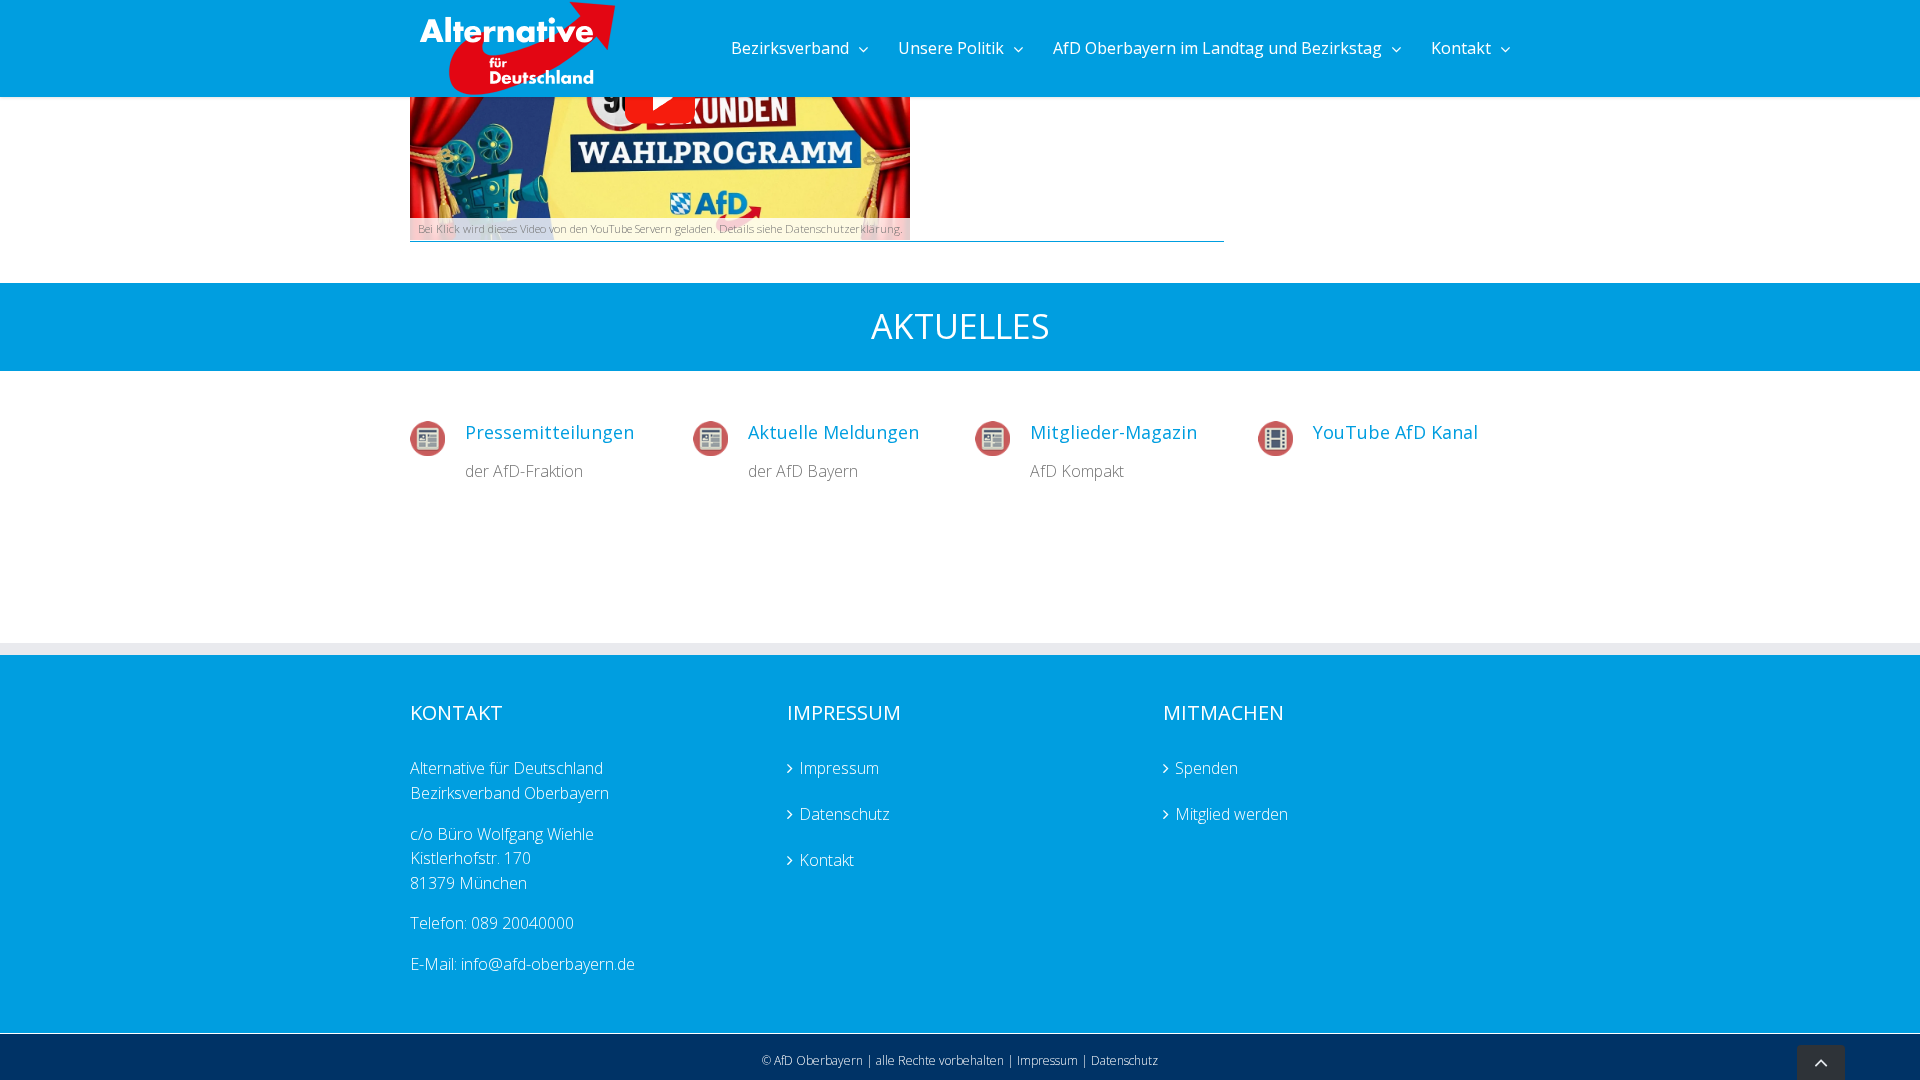 Alternative
für
Deutschland
Bezirksverband
Unsere Politik
AfD Oberbayern im Landtag und Bezirkstag
Kontakt
WAHLPROGRAMM
AfD
Bei Klick wird dieses Video von den YouTube Servern geladen. Details siehe Datenschutzerklärung.
AKTUELLES
Pressemitteilungen
der AfD-Fraktion
Aktuelle Meldungen
der AfD Bayern
Mitglieder-Magazin
AfD Kompakt
YouTube AfD Kanal
KONTAKT
Alternative für Deutschland
Bezirksverband Oberbayern
c/o Büro Wolfgang Wiehle
Kistlerhofstr. 170
81379 München
Telefon: 089 20040000
E-Mail: info@afd-oberbayern.de
IMPRESSUM
Impressum
Datenschutz
Kontakt
MITMACHEN
Spenden
Mitglied werden
© AfD Oberbayern | alle Rechte vorbehalten | Impressum | Datenschutz